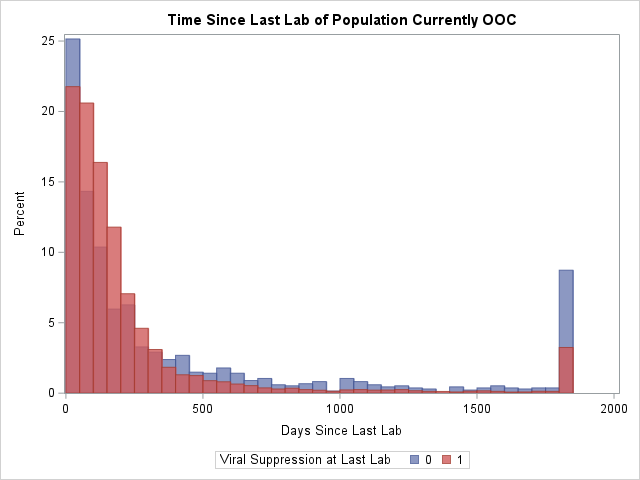 Time Since Last Lab of Population Currently OOC
25
20
15
10
5
0
Percent
0 500 1000 1500 2000
Days Since Last Lab
Viral Suppression at Last Lab 0 1